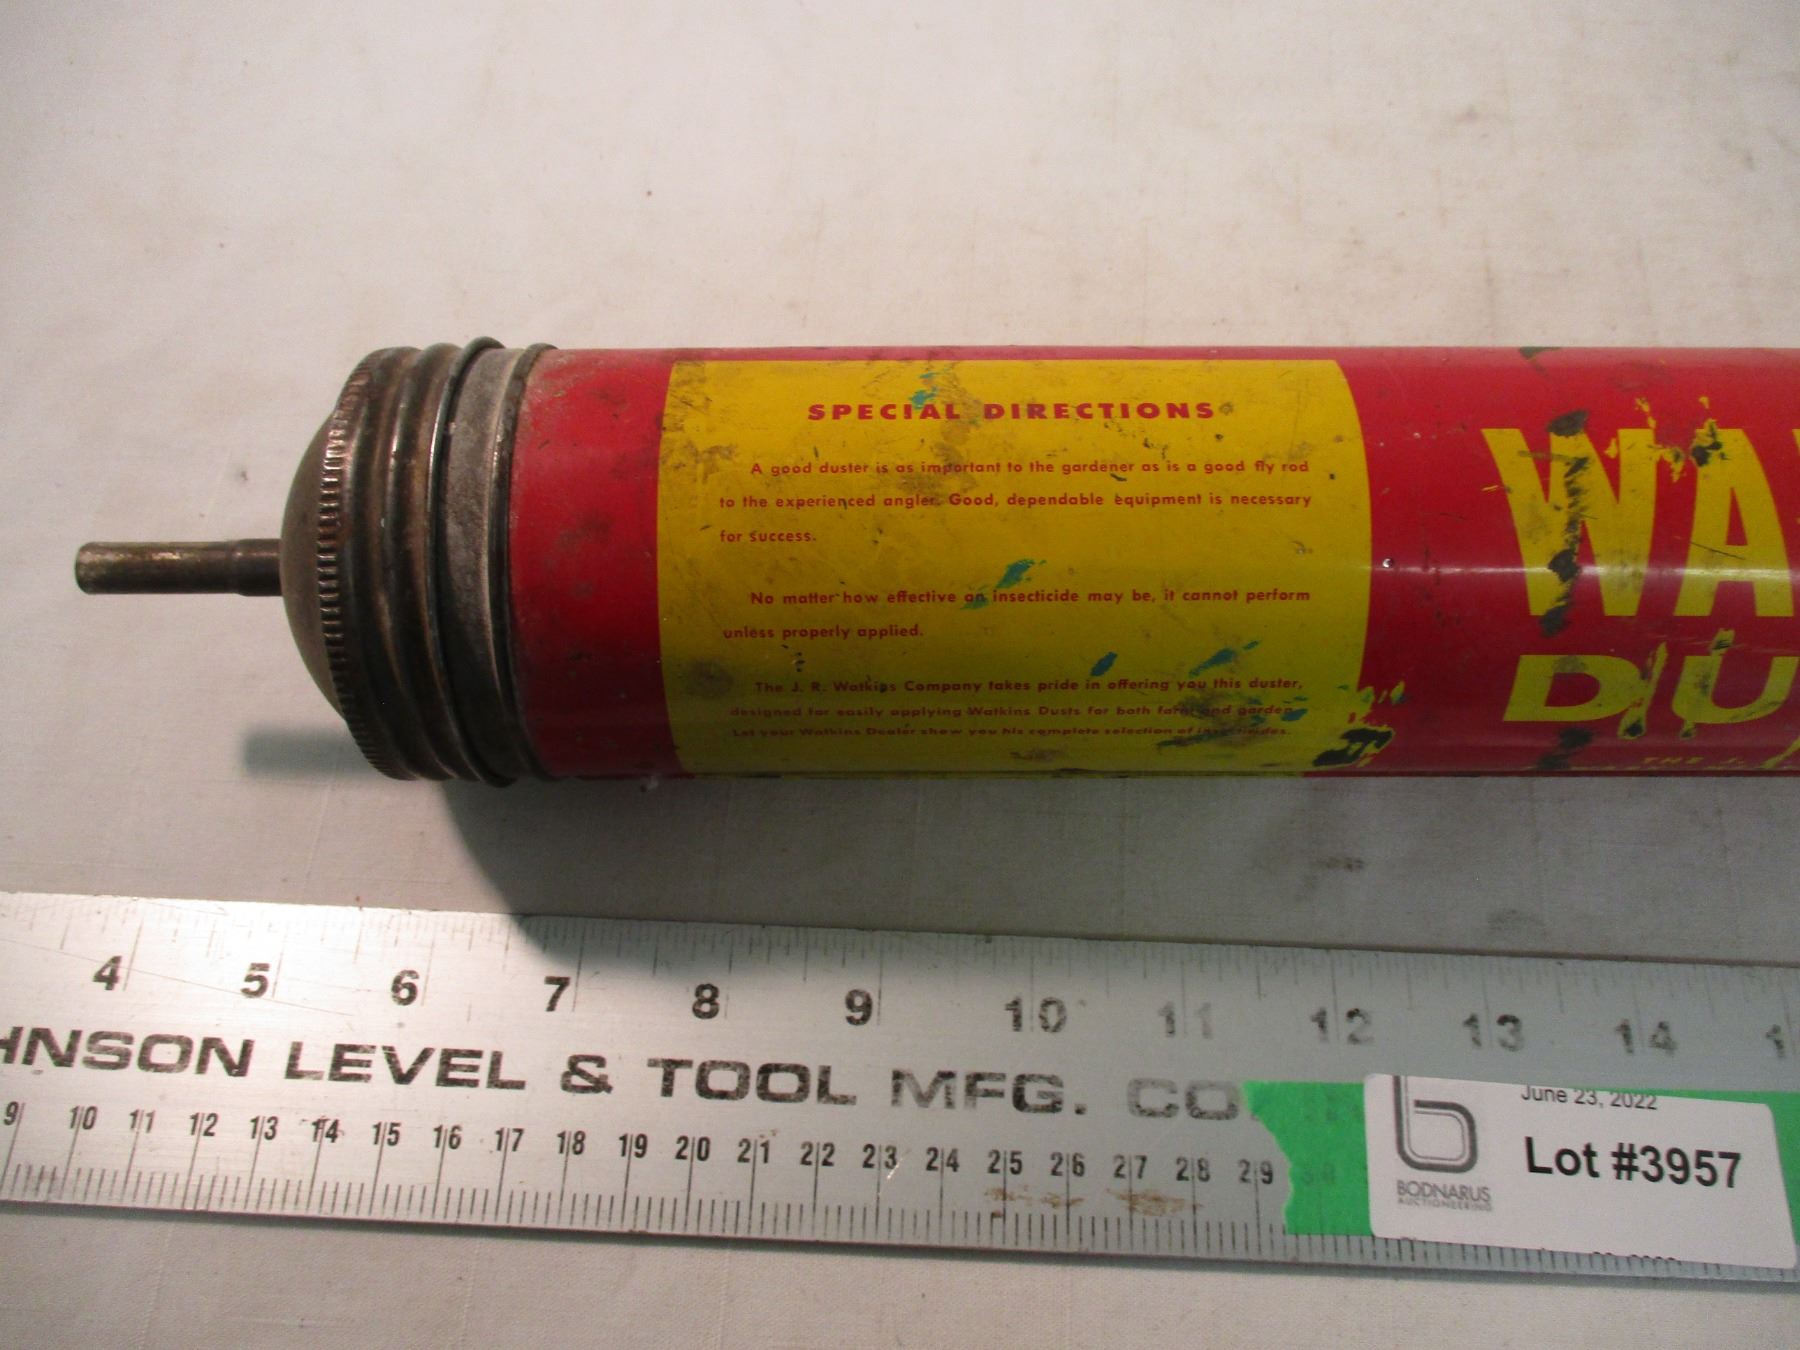 SPECIAL DIRECTIONS
A good duster is as important to the gardener as is a good fly rod
to the experienced angler. Good, dependable equipment is necessary
for success.
No matter how effective an insecticide may be, it cannot perform
unless properly applied.
The J. R. Watkins Company takes pride in offering you this duster,
designed for easily applying Watkins Dusts for both farm and garden.
Let your Watkins Dealer show you his complete selection of insecticides.
WA
DU
THE J.
4 5 6 7 8 9 10 11 12 13 14 1
HNSON LEVEL & TOOL MFG. CO
9 10 11 12 13 14 15 16 17 18 19 20 21 22 23 24 25 26 27 28 29 30
June 23, 2022
Lot #3957
BODNARUS
AUCTIONEERING